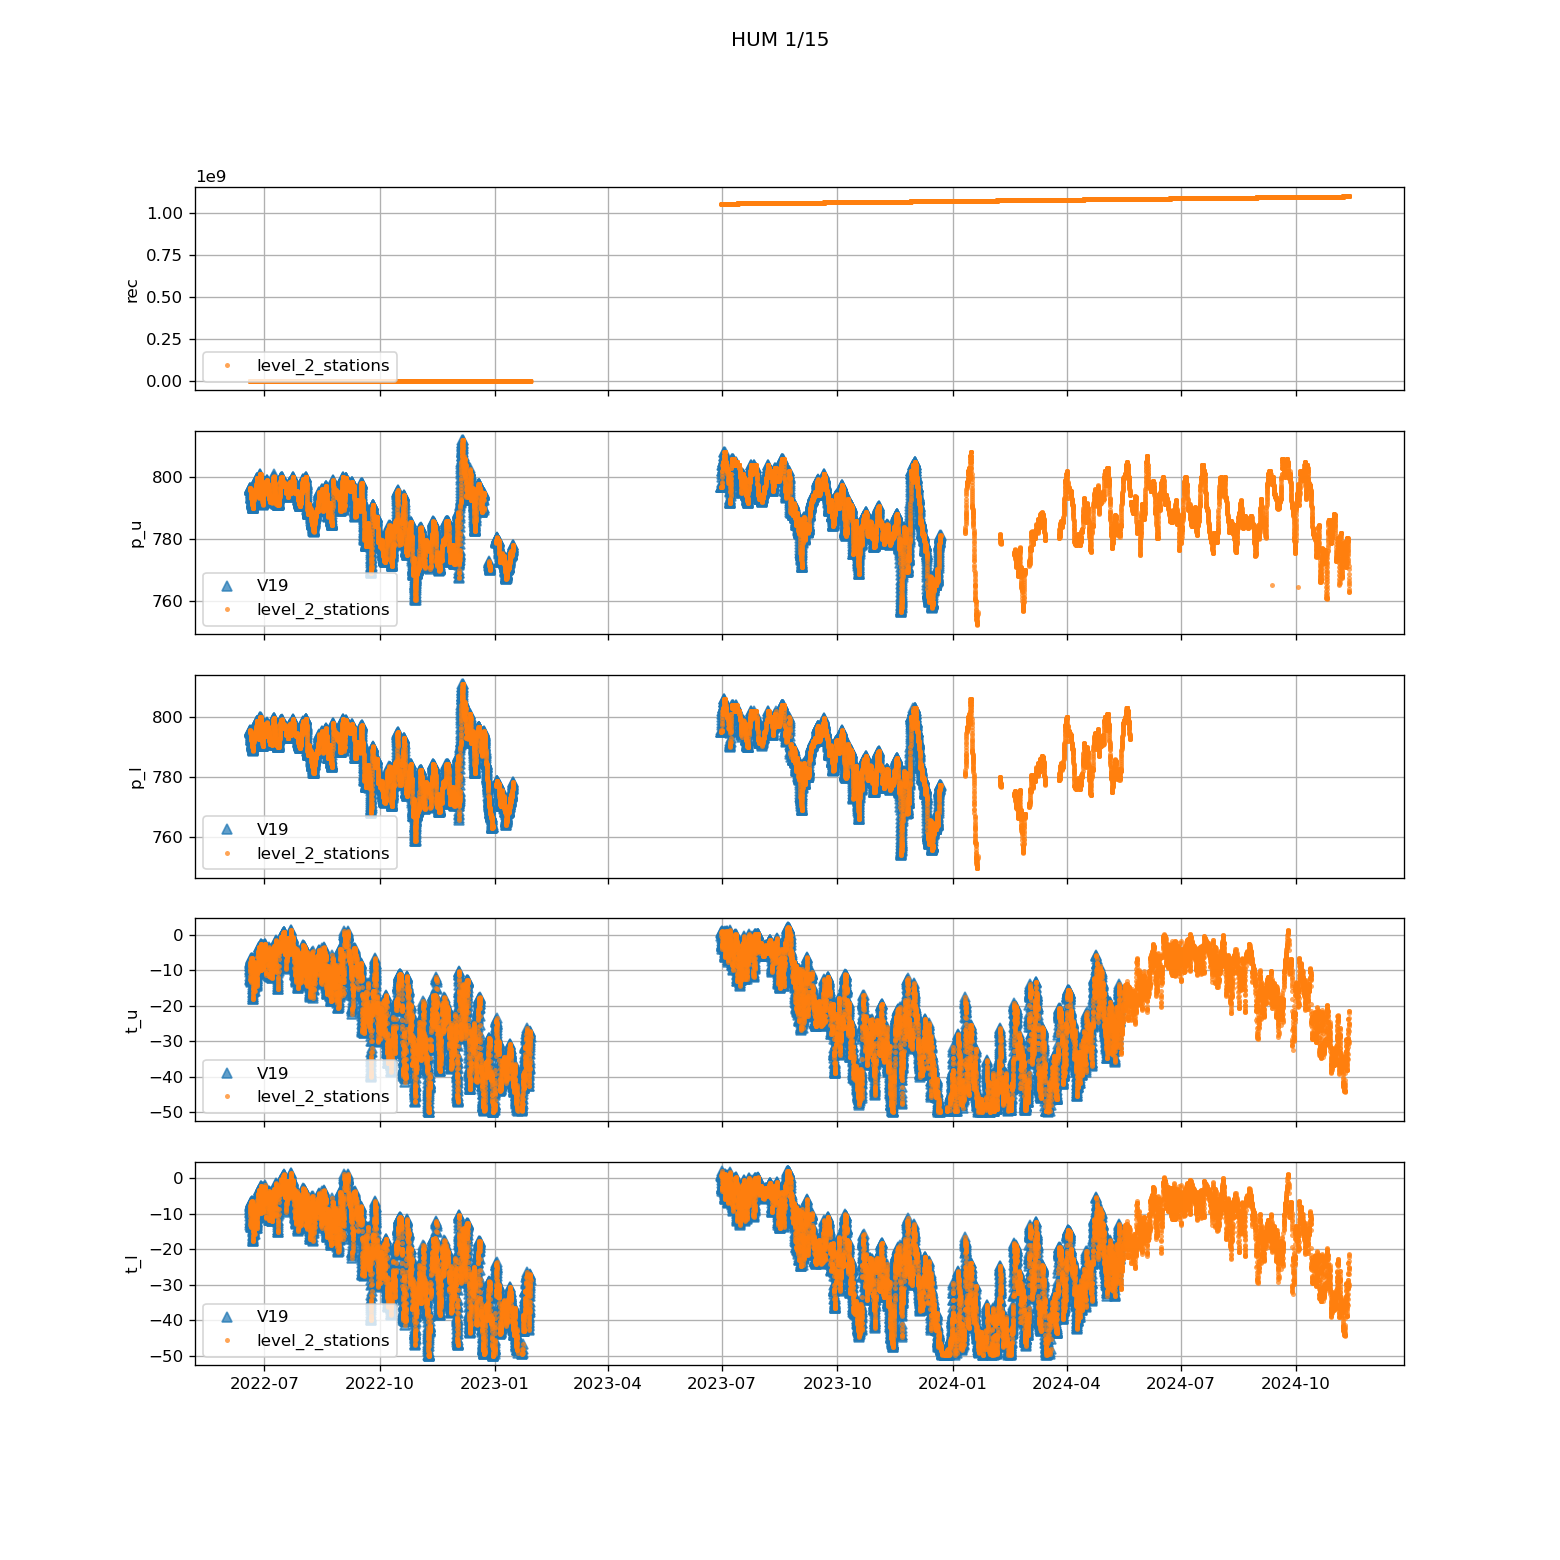 HUM 1/15
1e9
1.00
0.75
0.50
0.25
0.00
rec
level_2_stations
800
780
760
p_u
V19
level_2_stations
800
780
760
p_l
V19
level_2_stations
0
−10
−20
−30
−40
−50
t_u
V19
level_2_stations
0
−10
−20
−30
−40
−50
t_l
V19
level_2_stations
2022-07 2022-10 2023-01 2023-04 2023-07 2023-10 2024-01 2024-04 2024-07 2024-10